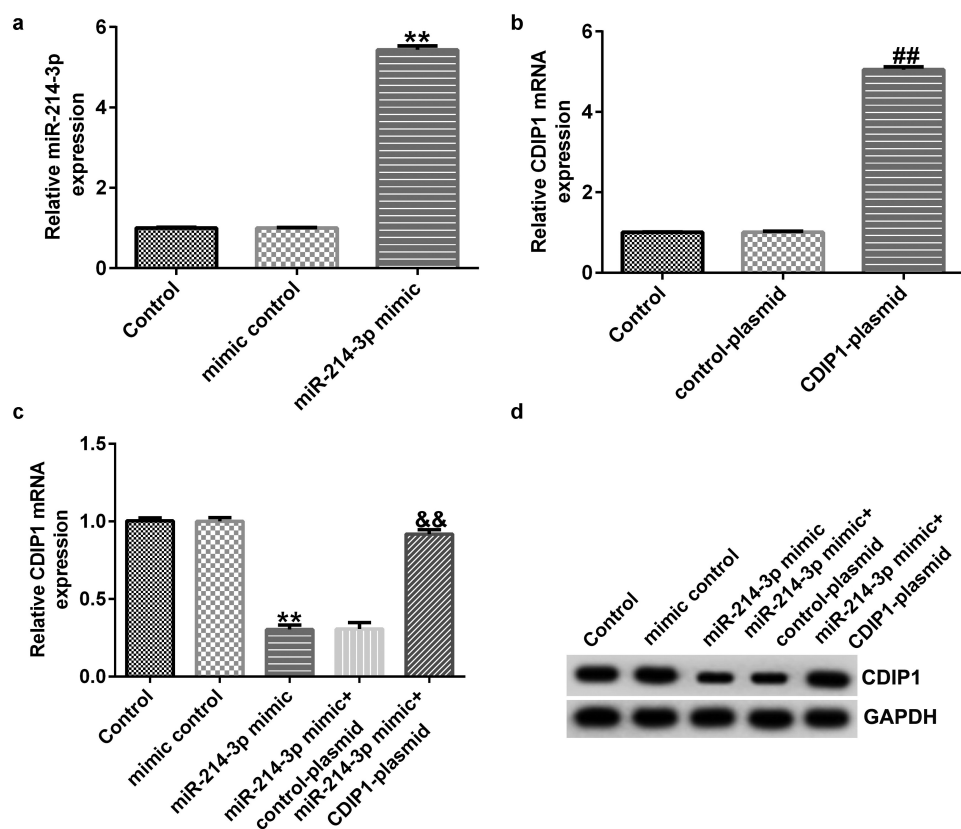 a
Relative miR-214-3p
expression
6
4
2
0
**
Control
mimic control
miR-214-3p mimic
b
Relative CDIP1 mRNA
expression
6
4
2
0
##
Control
control-plasmid
CDIP1-plasmid
c
Relative CDIP1 mRNA
expression
1.5
1.0
0.5
0.0
**
&&
Control
mimic control
miR-214-3p mimic
miR-214-3p mimic+
control-plasmid
miR-214-3p mimic+
CDIP1-plasmid
d
Control
mimic control
miR-214-3p mimic
miR-214-3p mimic+
control-plasmid
miR-214-3p mimic+
CDIP1-plasmid
CDIP1
GAPDH